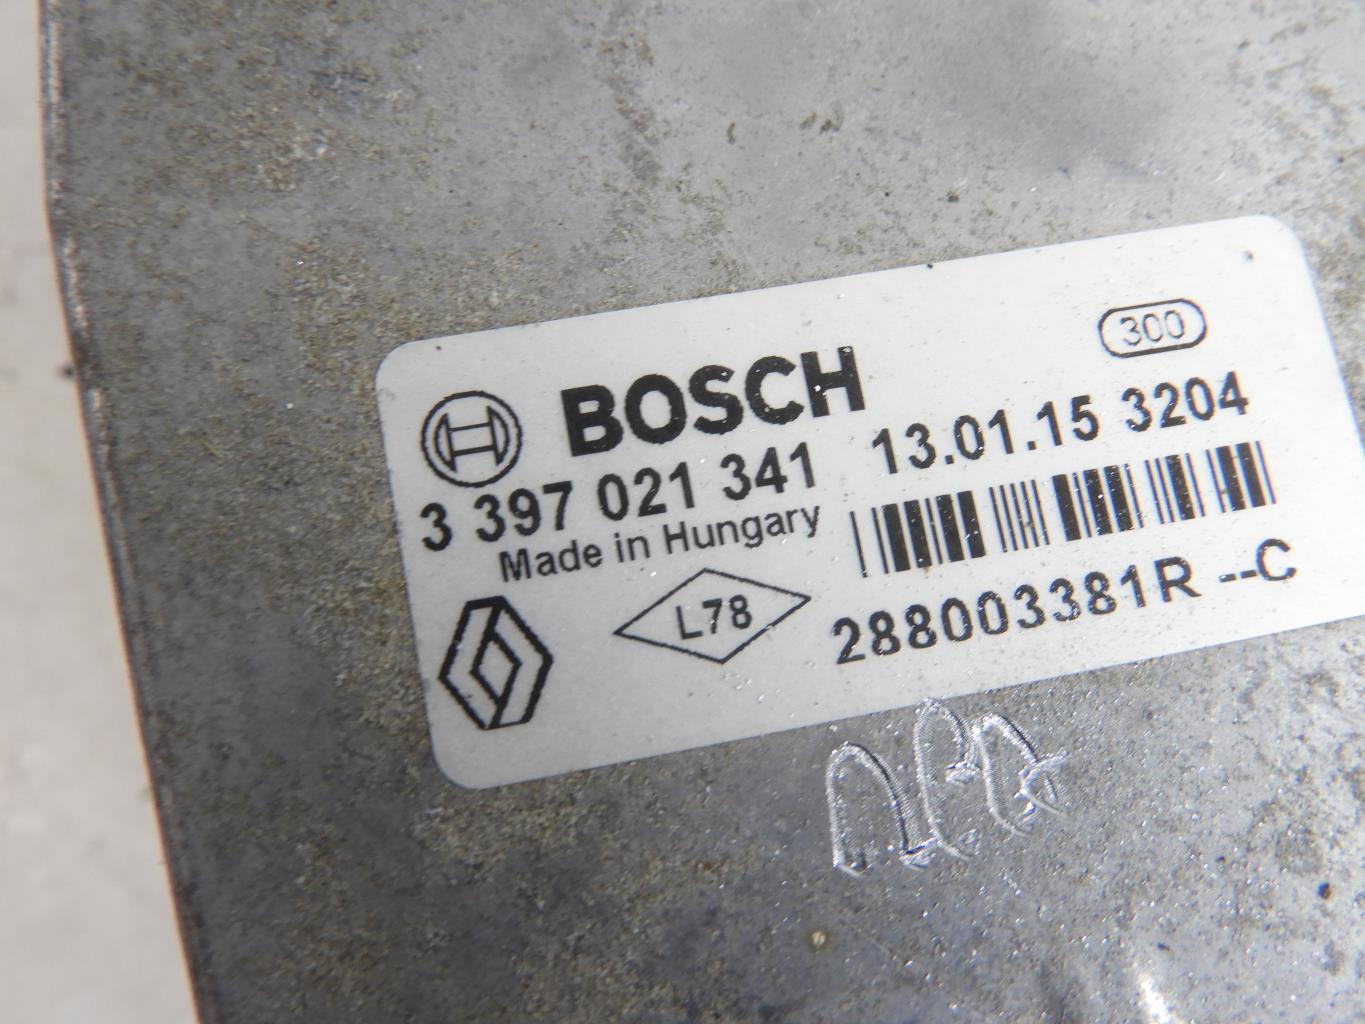 300
BOSCH
3 397 021 341 13.01.15 3204
Made in Hungary
L78
288003381R --C